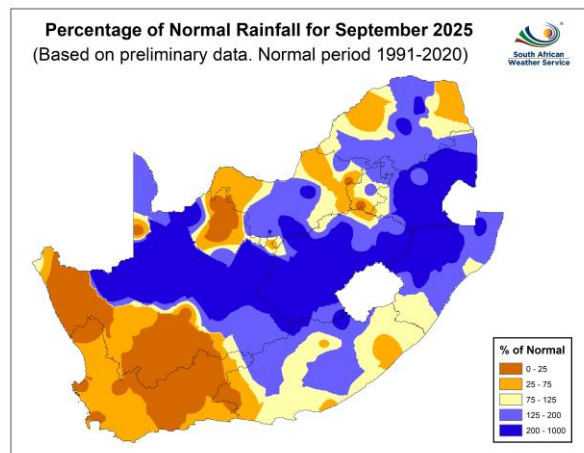 Percentage of Normal Rainfall for September 2025
(Based on preliminary data. Normal period 1991-2020)
South African
Weather Service
% of Normal
0 - 25
25 - 75
75 - 125
125 - 200
200 - 1000